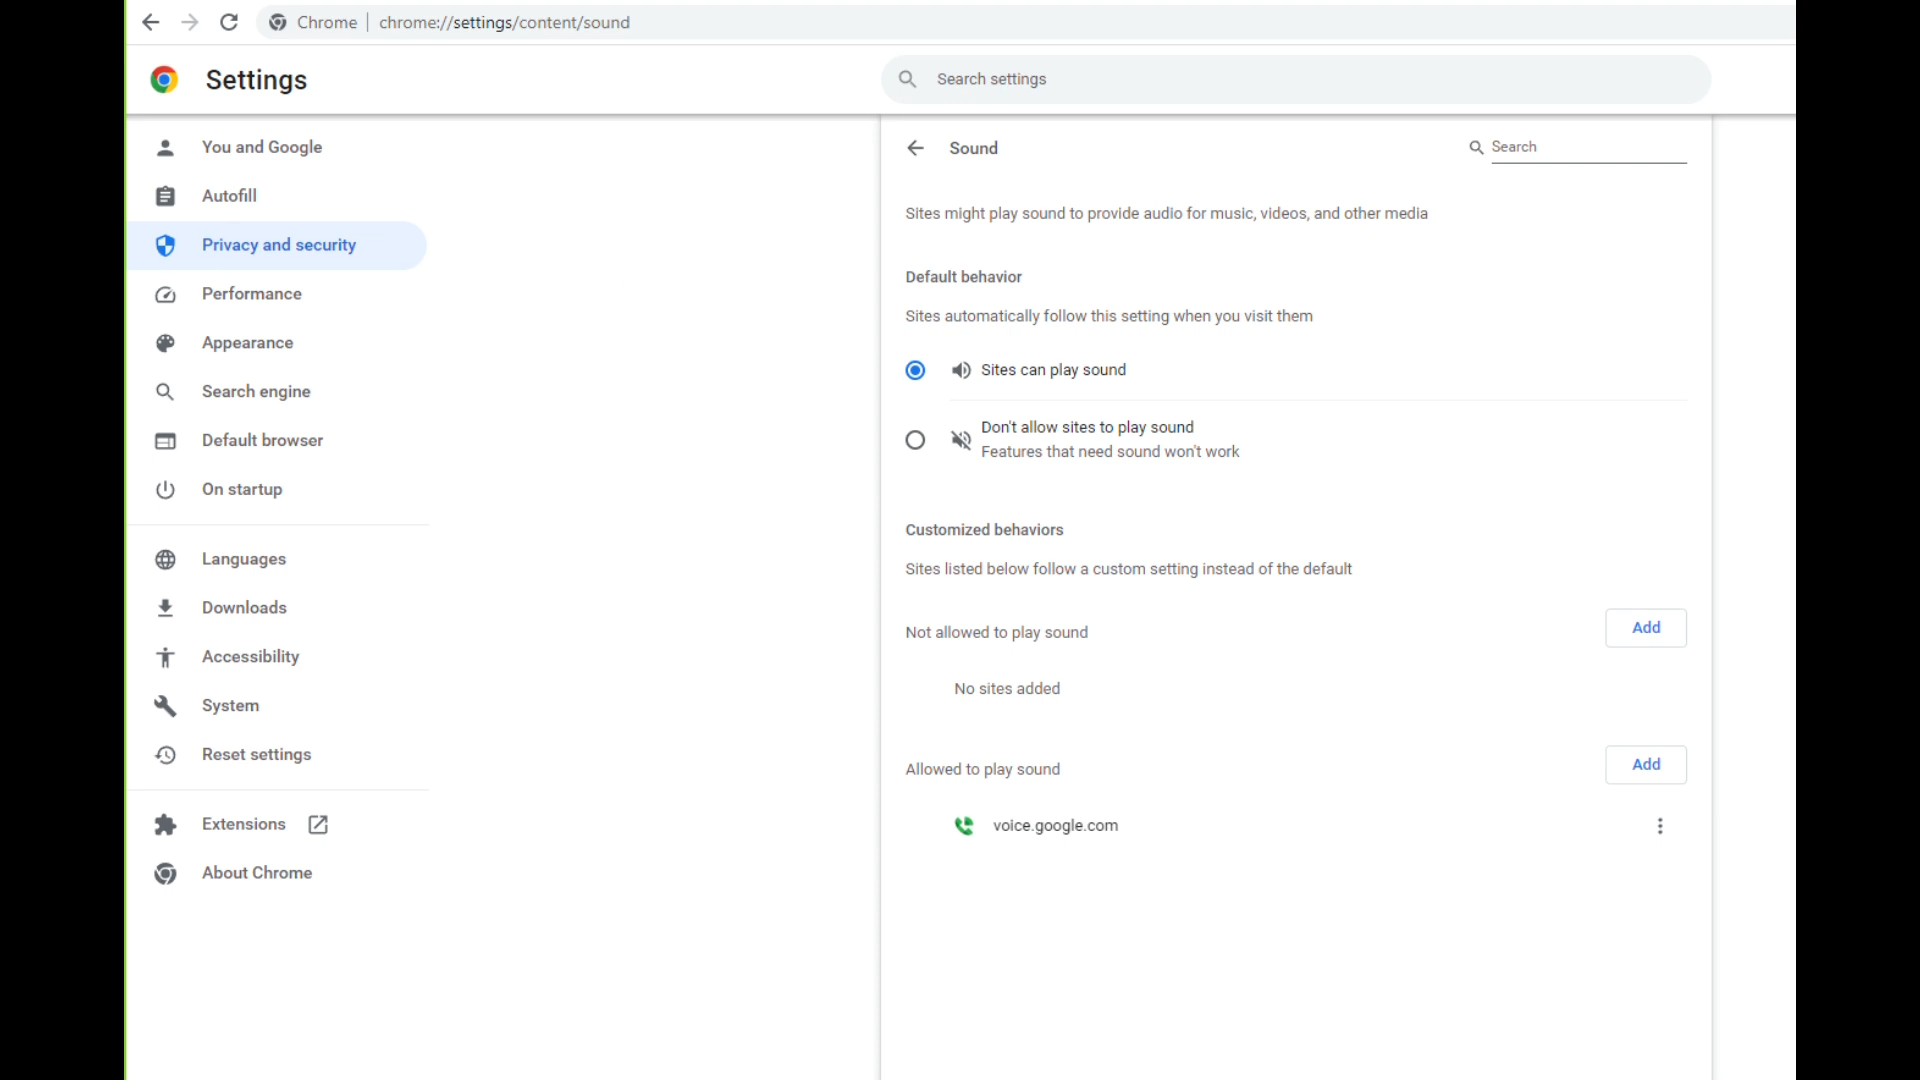 Chrome | chrome://settings/content/sound
Settings
Search settings
You and Google
Autofill
Privacy and security
Performance
Appearance
Search engine
Default browser
On startup
Languages
Downloads
Accessibility
System
Reset settings
Extensions
About Chrome
Sound
Search
Sites might play sound to provide audio for music, videos, and other media
Default behavior
Sites automatically follow this setting when you visit them
Sites can play sound
Don't allow sites to play sound
Features that need sound won't work
Customized behaviors
Sites listed below follow a custom setting instead of the default
Not allowed to play sound
Add
No sites added
Allowed to play sound
Add
voice.google.com